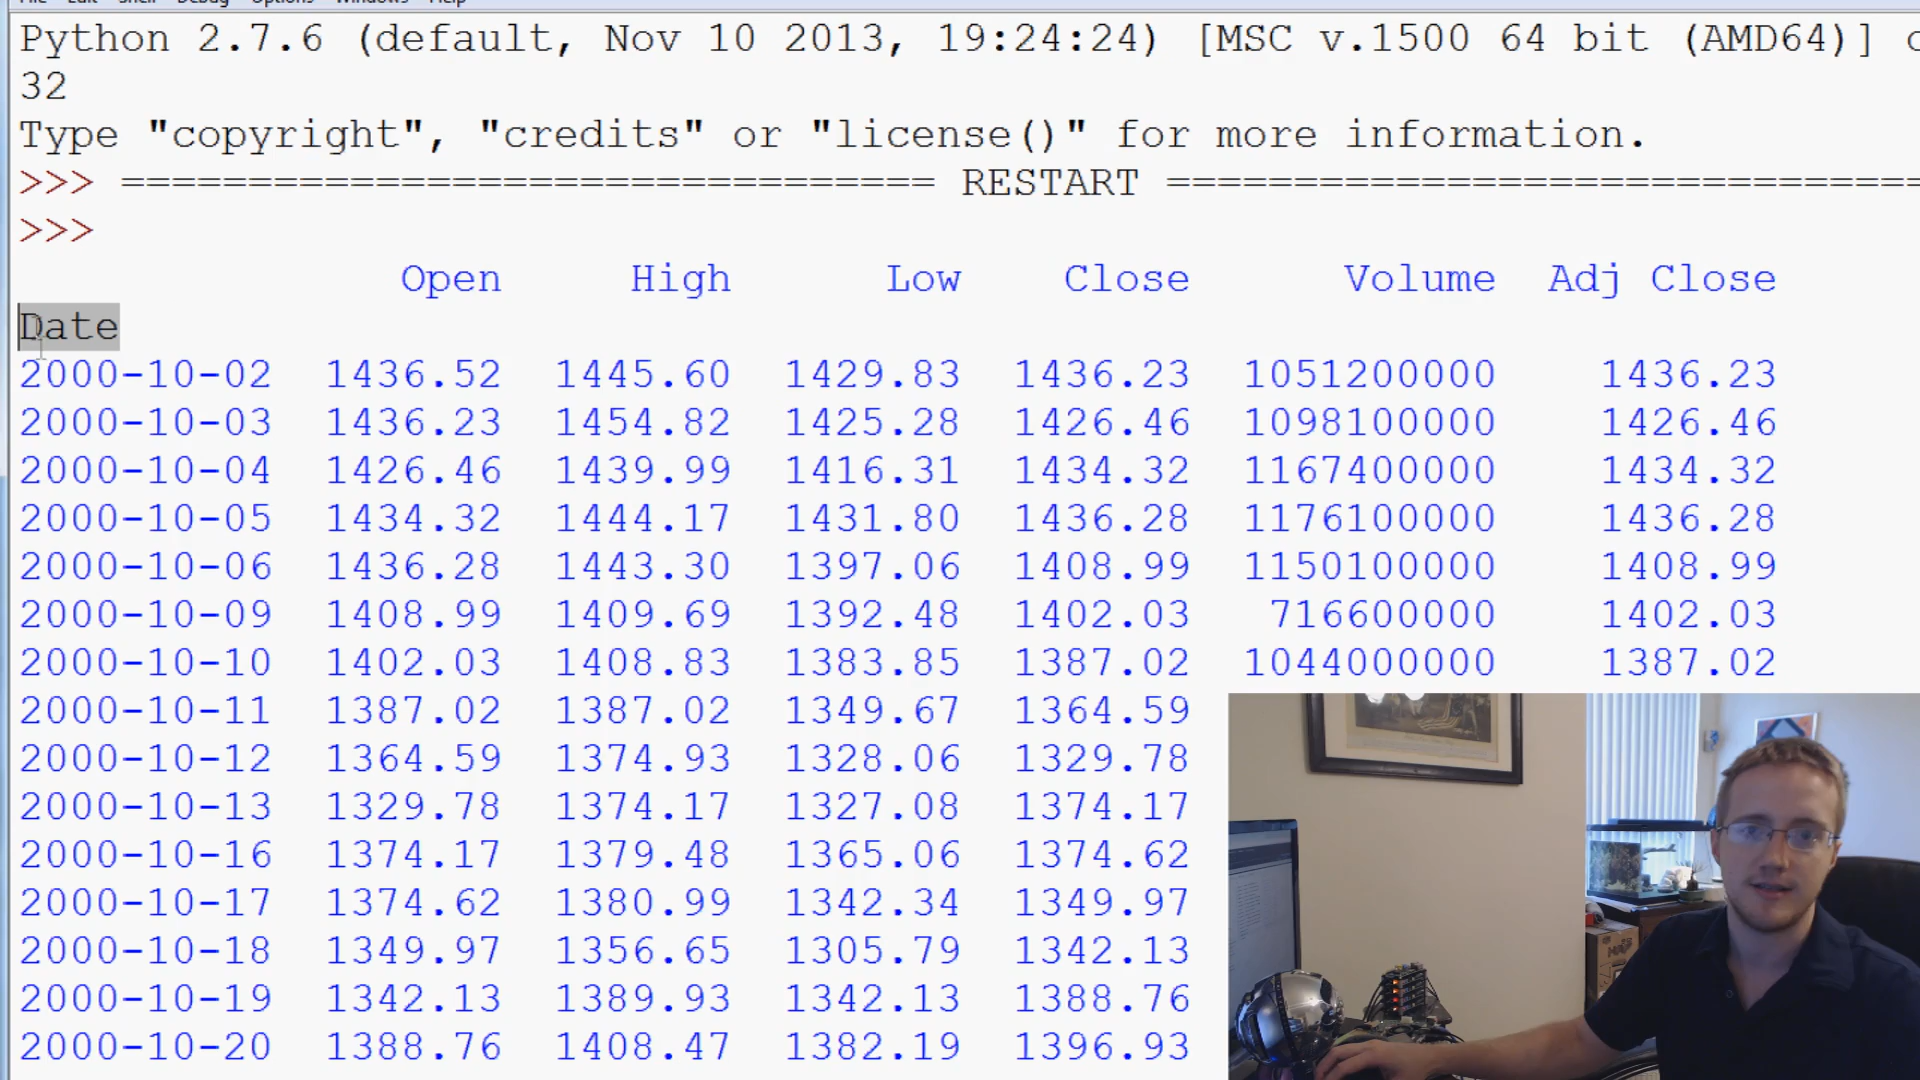 File Edit Shell Debug Options Windows Help
Python 2.7.6 (default, Nov 10 2013, 19:24:24) [MSC v.1500 64 bit (AMD64)]
32
Type "copyright", "credits" or "license()" for more information.
>>> ================================ RESTART ==============================
>>>
Open High Low Close Volume Adj Close
Date
2000-10-02 1436.52 1445.60 1429.83 1436.23 1051200000 1436.23
2000-10-03 1436.23 1454.82 1425.28 1426.46 1098100000 1426.46
2000-10-04 1426.46 1439.99 1416.31 1434.32 1167400000 1434.32
2000-10-05 1434.32 1444.17 1431.80 1436.28 1176100000 1436.28
2000-10-06 1436.28 1443.30 1397.06 1408.99 1150100000 1408.99
2000-10-09 1408.99 1409.69 1392.48 1402.03 716600000 1402.03
2000-10-10 1402.03 1408.83 1383.85 1387.02 1044000000 1387.02
2000-10-11 1387.02 1387.02 1349.67 1364.59
2000-10-12 1364.59 1374.93 1328.06 1329.78
2000-10-13 1329.78 1374.17 1327.08 1374.17
2000-10-16 1374.17 1379.48 1365.06 1374.62
2000-10-17 1374.62 1380.99 1342.34 1349.97
2000-10-18 1349.97 1356.65 1305.79 1342.13
2000-10-19 1342.13 1389.93 1342.13 1388.76
2000-10-20 1388.76 1408.47 1382.19 1396.93